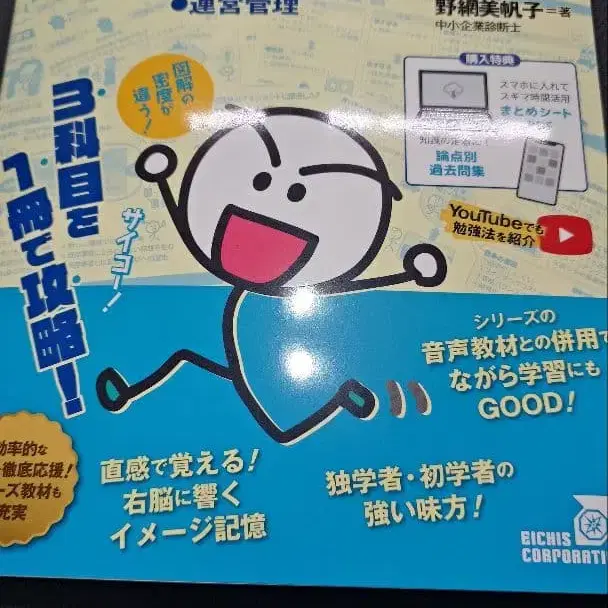 •運営管理
野網美帆子=著
中小企業診断士
購入特典
スマホに入れて
スキマ時間活用
まとめシート
論点別
過去問集
図解の
密度が
違う!
3科目を
1冊で攻略!
サイコー!
YouTubeでも
勉強法を紹介
シリーズの
音声教材との併用で
ながら学習にも
GOOD!
効率的な
徹底応援!
ーズ教材も
充実
直感で覚える!
右脳に響く
イメージ記憶
独学者・初学者の
強い味方!
EICHIS
CORPORATI